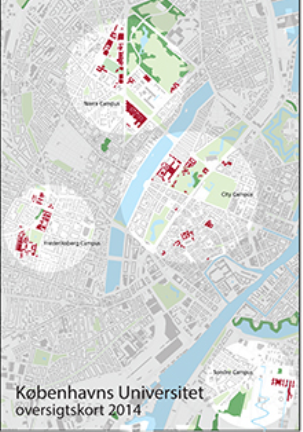 Nørre Campus
City Campus
Frederiksberg Campus
Søndre Campus
Københavns Universitet
oversigtskort 2014